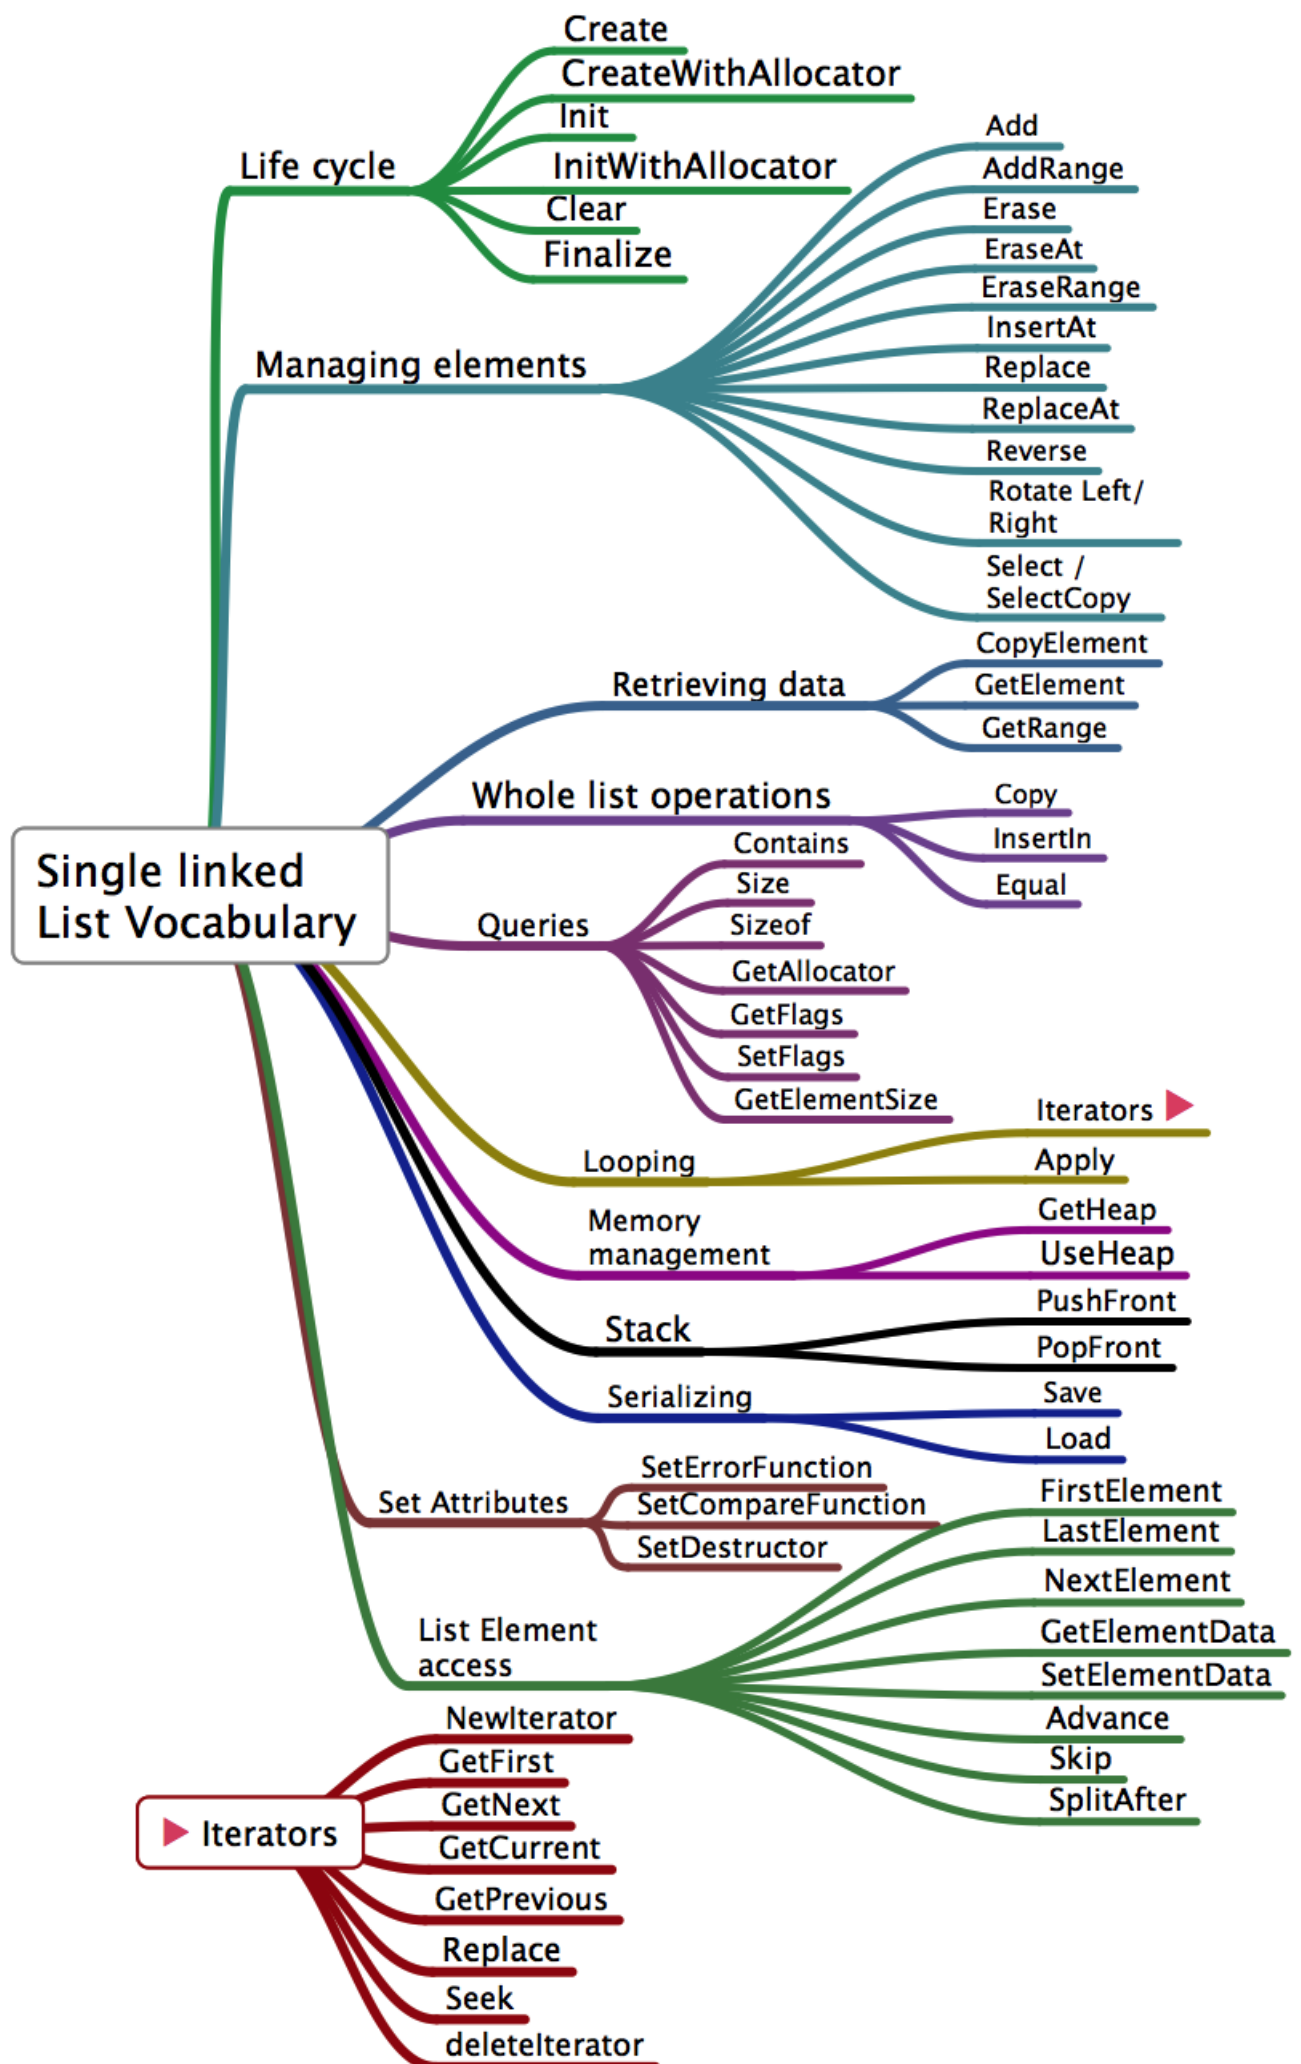 Create
CreateWithAllocator
Init
Life cycle
InitWithAllocator
Clear
Finalize
Add
AddRange
Erase
EraseAt
EraseRange
InsertAt
Managing elements
Replace
ReplaceAt
Reverse
Rotate Left/
Right
Select /
SelectCopy
CopyElement
Retrieving data
GetElement
GetRange
Whole list operations
Copy
InsertIn
Equal
Single linked
List Vocabulary
Contains
Size
Queries
Sizeof
GetAllocator
GetFlags
SetFlags
GetElementSize
Iterators
Looping
Apply
Memory
management
GetHeap
UseHeap
Stack
PushFront
PopFront
Serializing
Save
Load
Set Attributes
SetErrorFunction
SetCompareFunction
SetDestructor
List Element
access
FirstElement
LastElement
NextElement
GetElementData
SetElementData
Advance
Skip
SplitAfter
Iterators
NewIterator
GetFirst
GetNext
GetCurrent
GetPrevious
Replace
Seek
deleteIterator